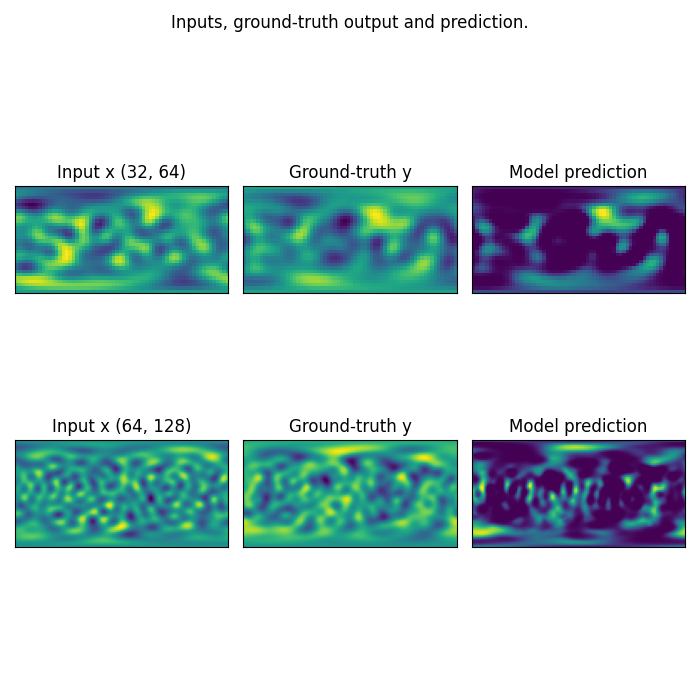 Inputs, ground-truth output and prediction.
Input x (32, 64)
Ground-truth y
Model prediction
Input x (64, 128)
Ground-truth y
Model prediction